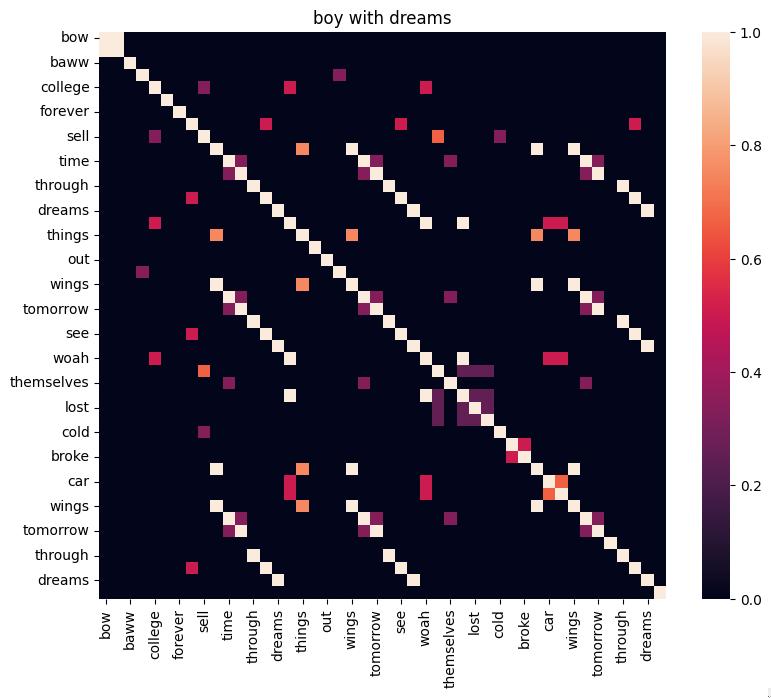 boy with dreams
bow
baww
college
forever
sell
time
through
dreams
things
out
wings
tomorrow
see
woah
themselves
lost
cold
broke
car
wings
tomorrow
through
dreams
1.0
0.8
0.6
0.4
0.2
0.0
bow
baww
college
forever
sell
time
through
dreams
things
out
wings
tomorrow
see
woah
themselves
lost
cold
broke
car
wings
tomorrow
through
dreams